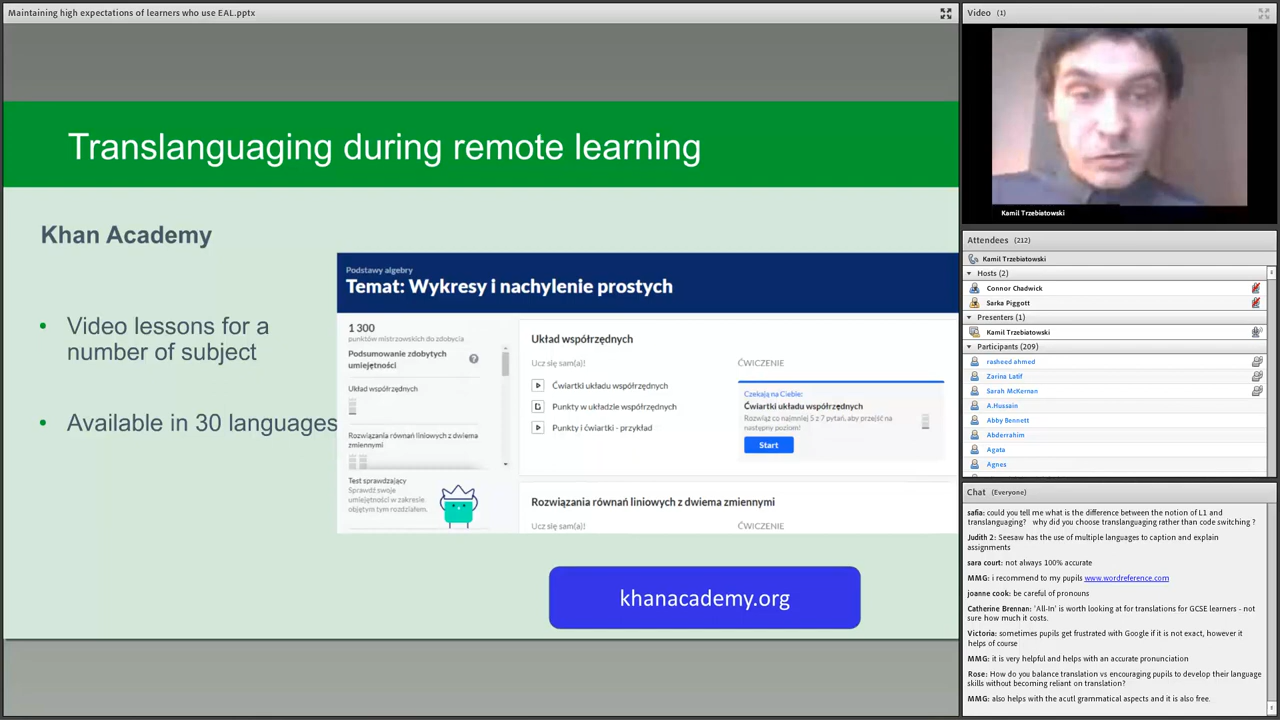 Maintaining high expectations of learners who use EAL.pptx
Translanguaging during remote learning
Khan Academy
• Video lessons for a
number of subject
• Available in 30 languages
Podstawy algebry
Temat: Wykresy i nachylenie prostych
1 300
punktów mistrzowskich do zdobycia
Podsumowanie zdobytych
umiejętności
?
Układ współrzędnych
Rozwiązania równań liniowych z dwiema
zmiennymi
Test sprawdzający
Sprawdź swoje
umiejętności w zakresie
objętym tym rozdziałem.
Układ współrzędnych
Ucz się sam(a)!
Ćwiartki układu współrzędnych
Punkty w układzie współrzędnych
Punkty i ćwiartki - przykład
ĆWICZENIE
Czekają na Ciebie:
Ćwiartki układu współrzędnych
Rozwiąż co najmniej 5 z 7 pytań, aby przejść na
następny poziom!
Start
Rozwiązania równań liniowych z dwiema zmiennymi
Ucz się sam(a)!
ĆWICZENIE
khanacademy.org
Video (1)
Kamil Trzebiatowski
Attendees (212)
Kamil Trzebiatowski
Hosts (2)
Connor Chadwick
Sarka Piggott
Presenters (1)
Kamil Trzebiatowski
Participants (209)
rasheed ahmed
Zarina Latif
Sarah McKernan
A.Hussain
Abby Bennett
Abderrahim
Agata
Agnes
Chat (Everyone)
safia: could you tell me what is the difference between the notion of L1 and
translanguaging? why did you choose translanguaging rather than code switching ?
Judith 2: Seesaw has the use of multiple languages to caption and explain
assignments
sara court: not always 100% accurate
MMG: i recommend to my pupils www.wordreference.com
joanne cook: be careful of pronouns
Catherine Brennan: 'All-In' is worth looking at for translations for GCSE learners - not
sure how much it costs.
Victoria: sometimes pupils get frustrated with Google if it is not exact, however it
helps of course
MMG: it is very helpful and helps with an accurate pronunciation
Rose: How do you balance translation vs encouraging pupils to develop their language
skills without becoming reliant on translation?
MMG: also helps with the acutl grammatical aspects and it is also free.